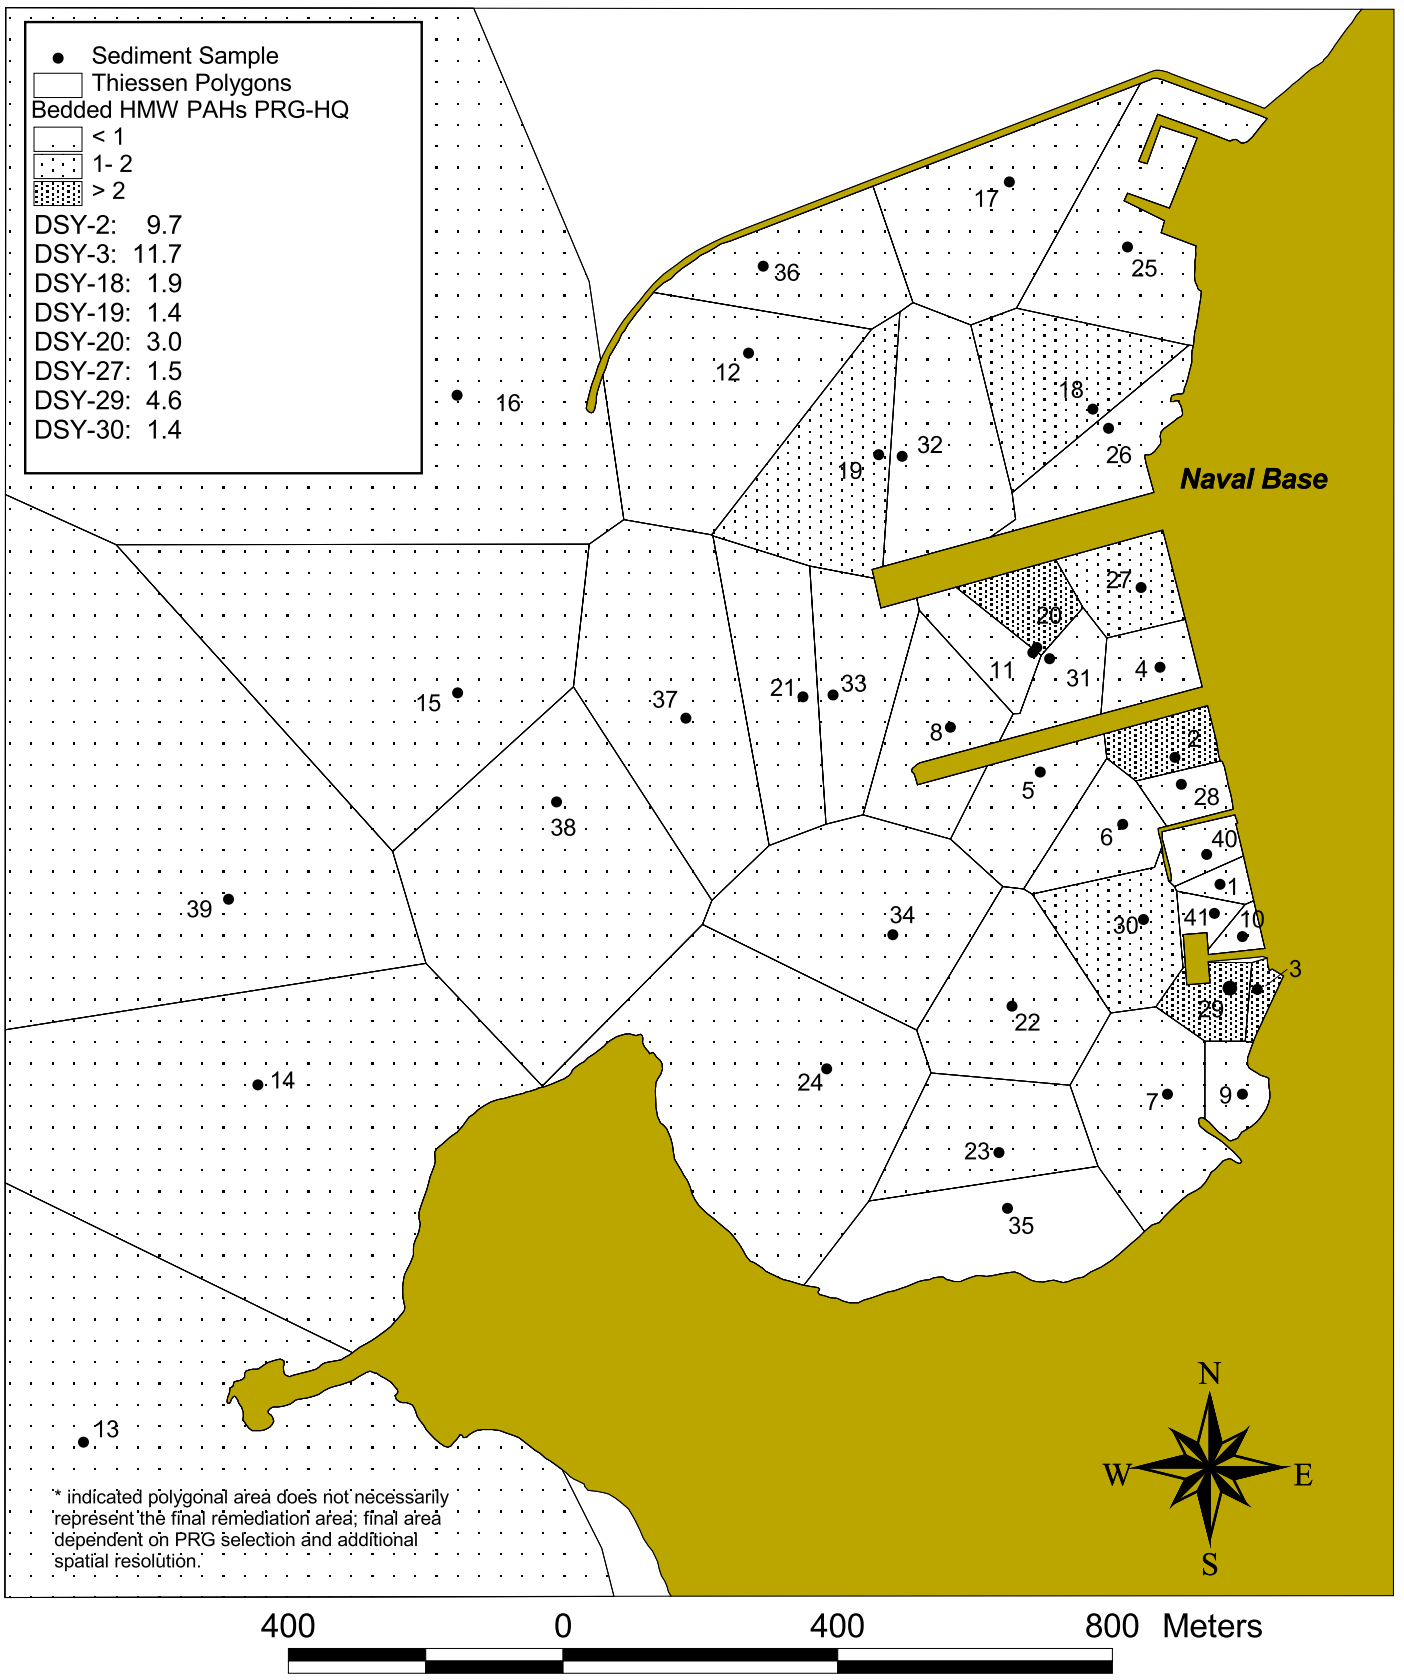 Sediment Sample
Thiessen Polygons
Bedded HMW PAHs PRG-HQ
< 1
1- 2
> 2
DSY-2: 9.7
DSY-3: 11.7
DSY-18: 1.9
DSY-19: 1.4
DSY-20: 3.0
DSY-27: 1.5
DSY-29: 4.6
DSY-30: 1.4
17
25
36
12
16
18
26
32
19
Naval Base
27
20
11
31
4
15
37
21
33
8
2
5
28
38
6
40
1
39
34
30
41
10
3
29
22
14
24
7
9
23
35
13
* indicated polygonal area does not necessarily
represent the final remediation area; final area
dependent on PRG selection and additional
spatial resolution.
N
W
E
S
400 0 400 800 Meters